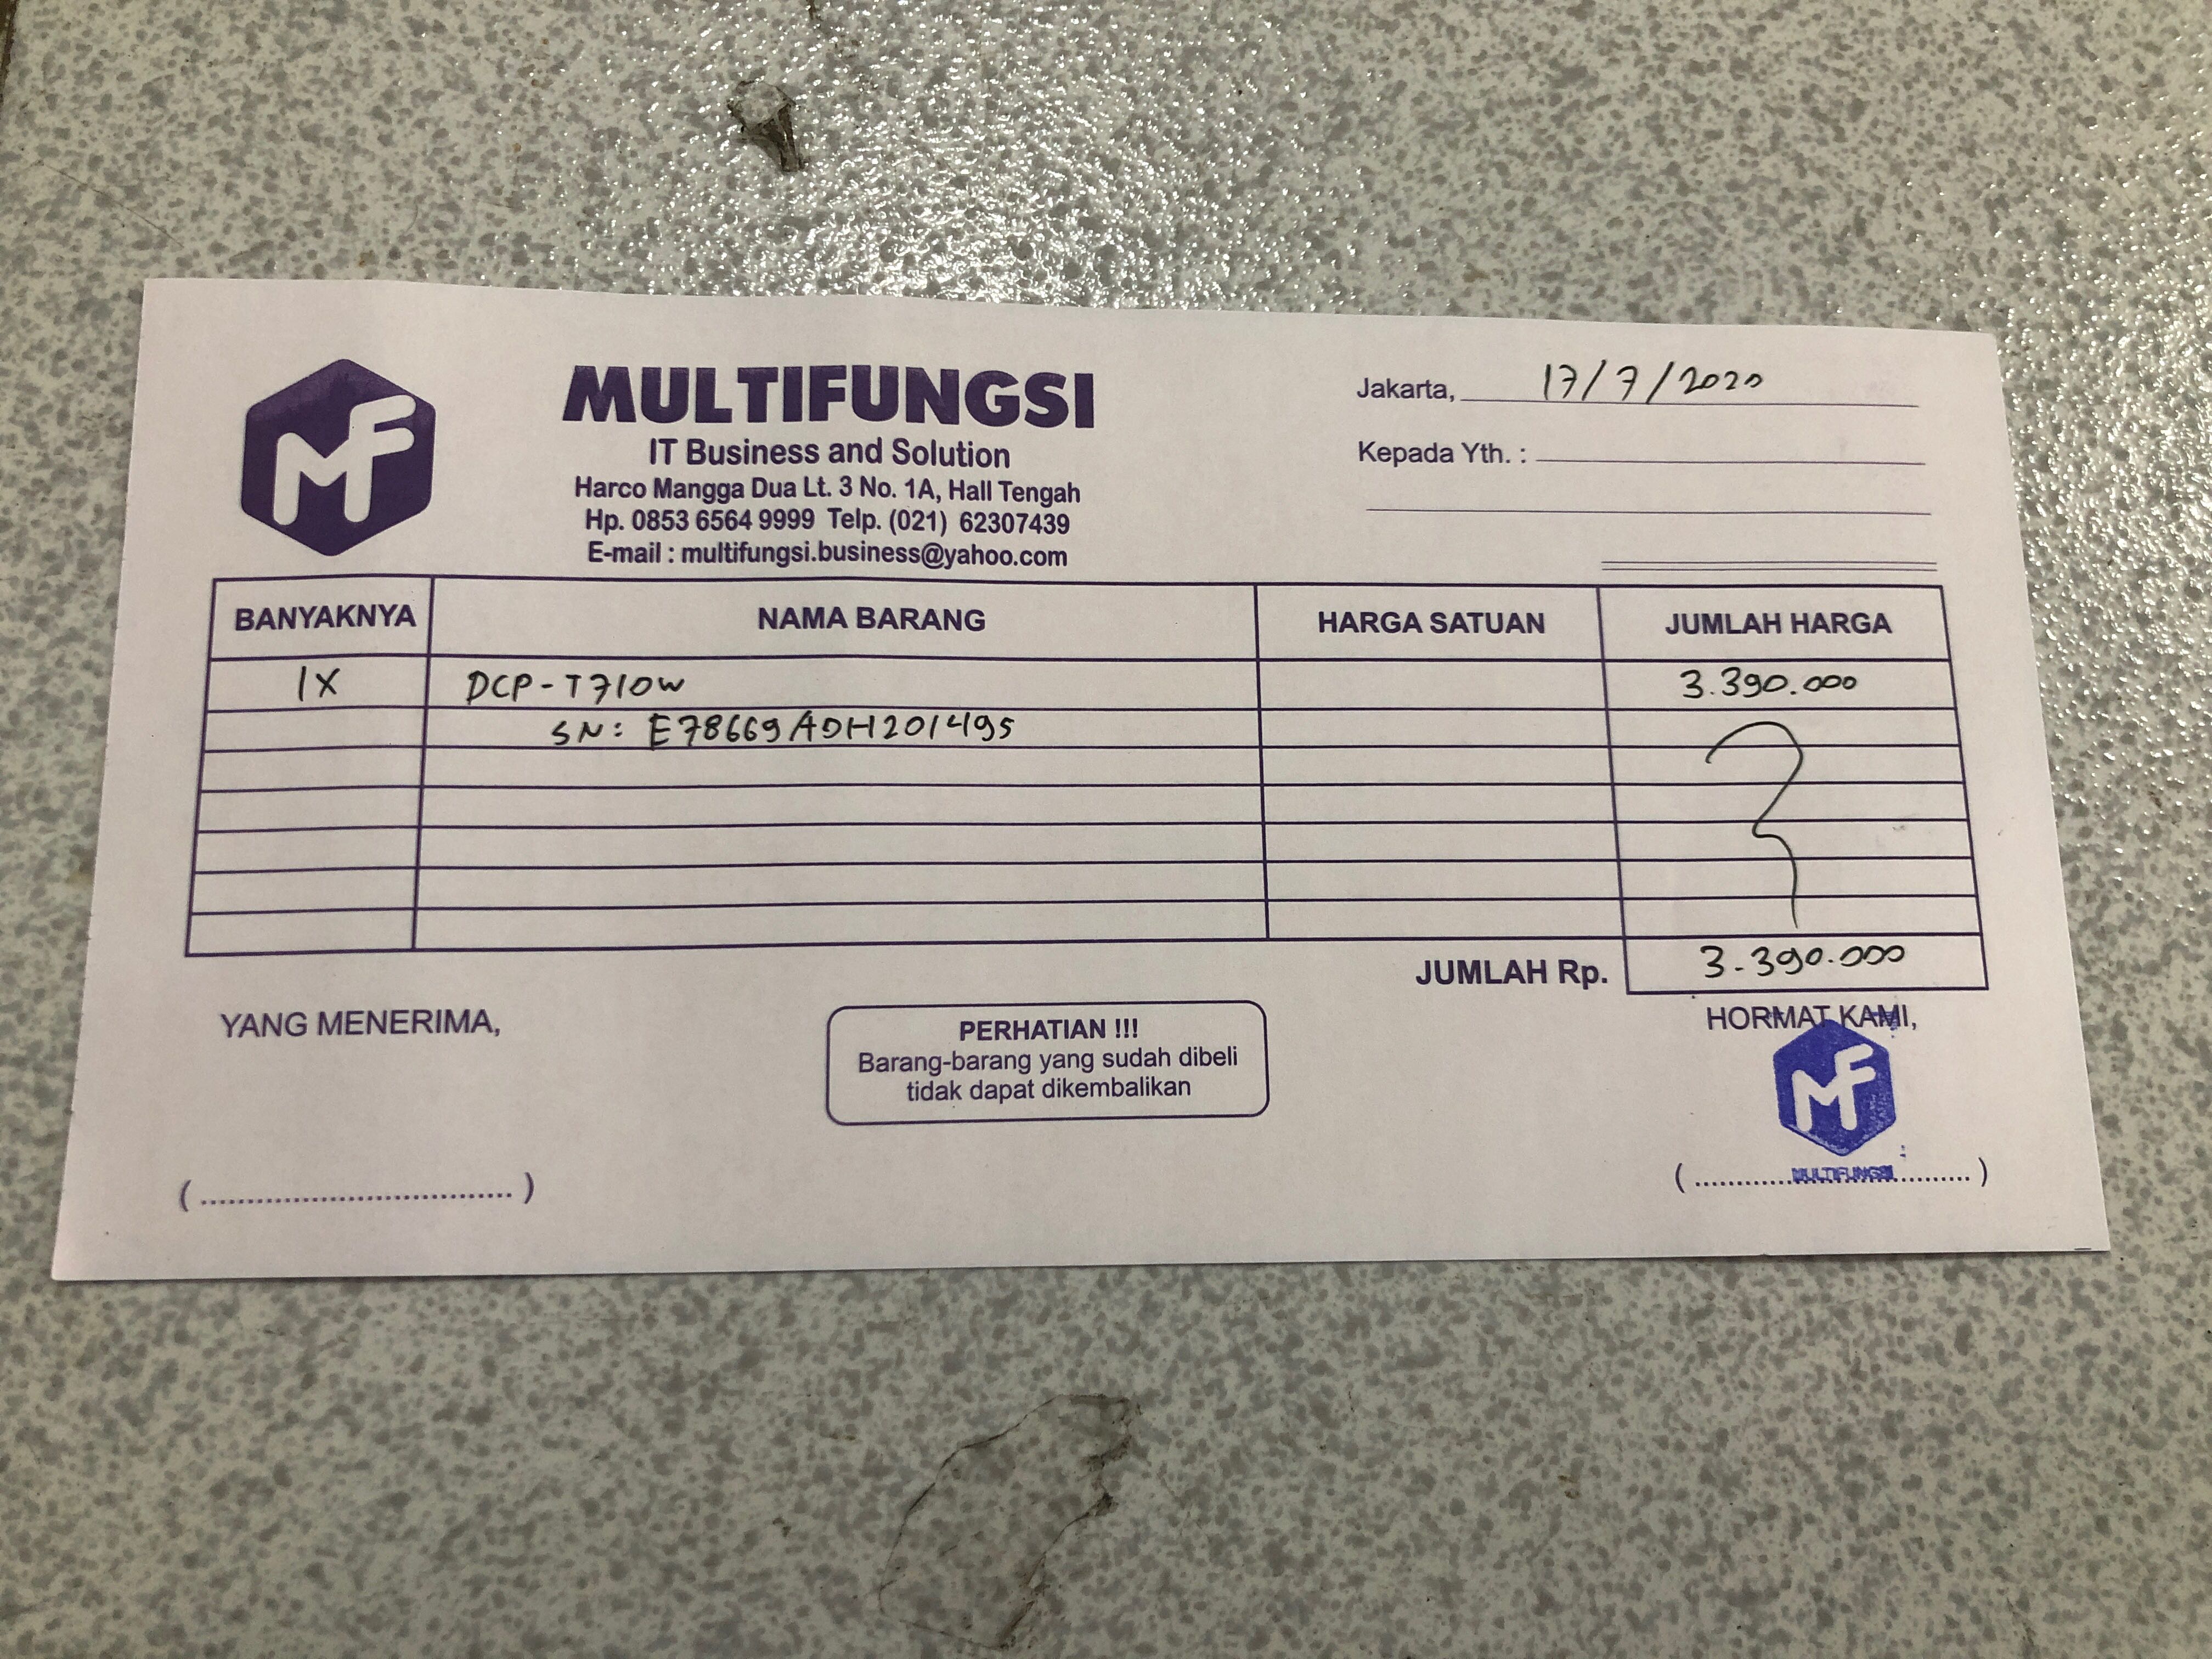 MF
MULTIFUNGSI
IT Business and Solution
Harco Mangga Dua Lt. 3 No. 1A, Hall Tengah
Hp. 0853 6564 9999 Telp. (021) 62307439
E-mail : multifungsi.business@yahoo.com
Jakarta, 17/7/2020
Kepada Yth. :
BANYAKNYA NAMA BARANG HARGA SATUAN JUMLAH HARGA
1X DCP-T710W 3.390.000
SN: E78669ADH201495
JUMLAH Rp. 3-390.000
YANG MENERIMA,
PERHATIAN !!!
Barang-barang yang sudah dibeli
tidak dapat dikembalikan
HORMAT KAMI,
MF
MULTIFUNGSI
(..................................)
(..................................)